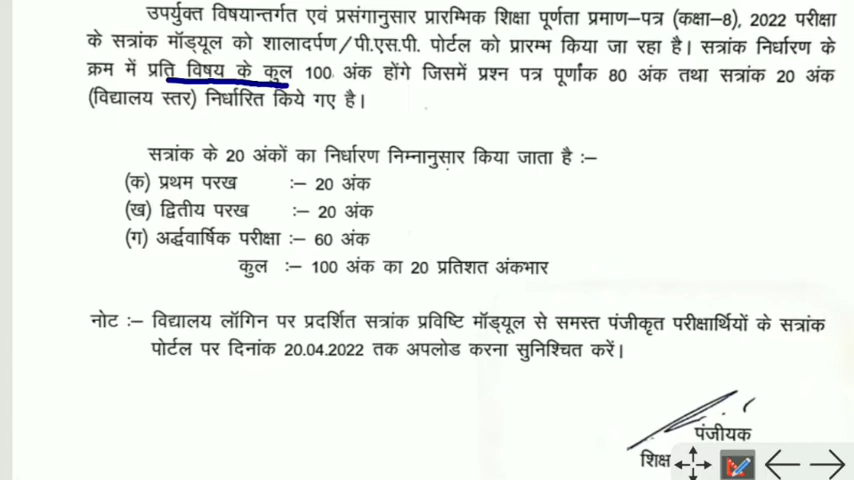 उपर्युक्त विषयान्तर्गत एवं प्रसंगानुसार प्रारम्भिक शिक्षा पूर्णता प्रमाण–पत्र (कक्षा–8), 2022 परीक्षा
के सत्रांक मॉड्यूल को शालादर्पण/पी.एस.पी. पोर्टल को प्रारम्भ किया जा रहा है। सत्रांक निर्धारण के
क्रम में प्रति विषय के कुल 100 अंक होंगे जिसमें प्रश्न पत्र पूर्णांक 80 अंक तथा सत्रांक 20 अंक
(विद्यालय स्तर) निर्धारित किये गए है।
सत्रांक के 20 अंकों का निर्धारण निम्नानुसार किया जाता है :–
(क) प्रथम परख :– 20 अंक
(ख) द्वितीय परख :– 20 अंक
(ग) अर्द्धवार्षिक परीक्षा :– 60 अंक
कुल :– 100 अंक का 20 प्रतिशत अंकभार
नोट :– विद्यालय लॉगिन पर प्रदर्शित सत्रांक प्रविष्टि मॉड्यूल से समस्त पंजीकृत परीक्षार्थियों के सत्रांक
पोर्टल पर दिनांक 20.04.2022 तक अपलोड करना सुनिश्चित करें।
पंजीयक
शिक्ष